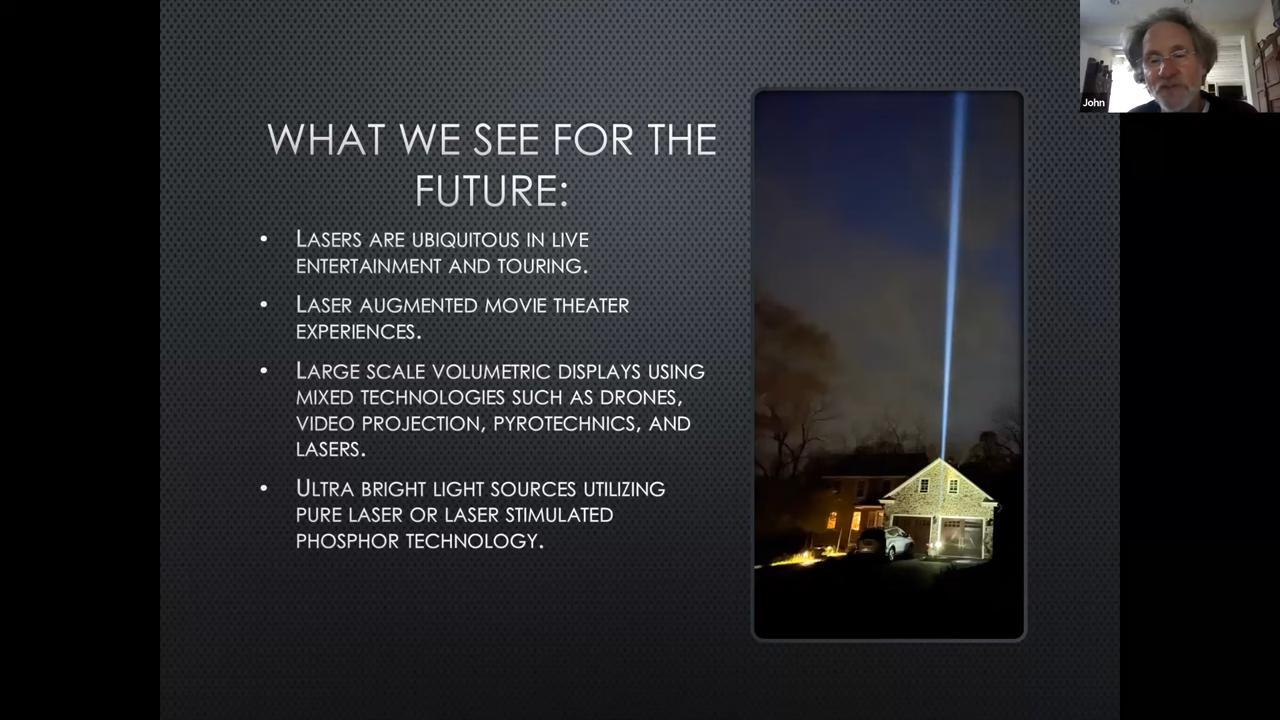 WHAT WE SEE FOR THE
FUTURE:
• LASERS ARE UBIQUITOUS IN LIVE
ENTERTAINMENT AND TOURING.
• LASER AUGMENTED MOVIE THEATER
EXPERIENCES.
• LARGE SCALE VOLUMETRIC DISPLAYS USING
MIXED TECHNOLOGIES SUCH AS DRONES,
VIDEO PROJECTION, PYROTECHNICS, AND
LASERS.
• ULTRA BRIGHT LIGHT SOURCES UTILIZING
PURE LASER OR LASER STIMULATED
PHOSPHOR TECHNOLOGY.
John